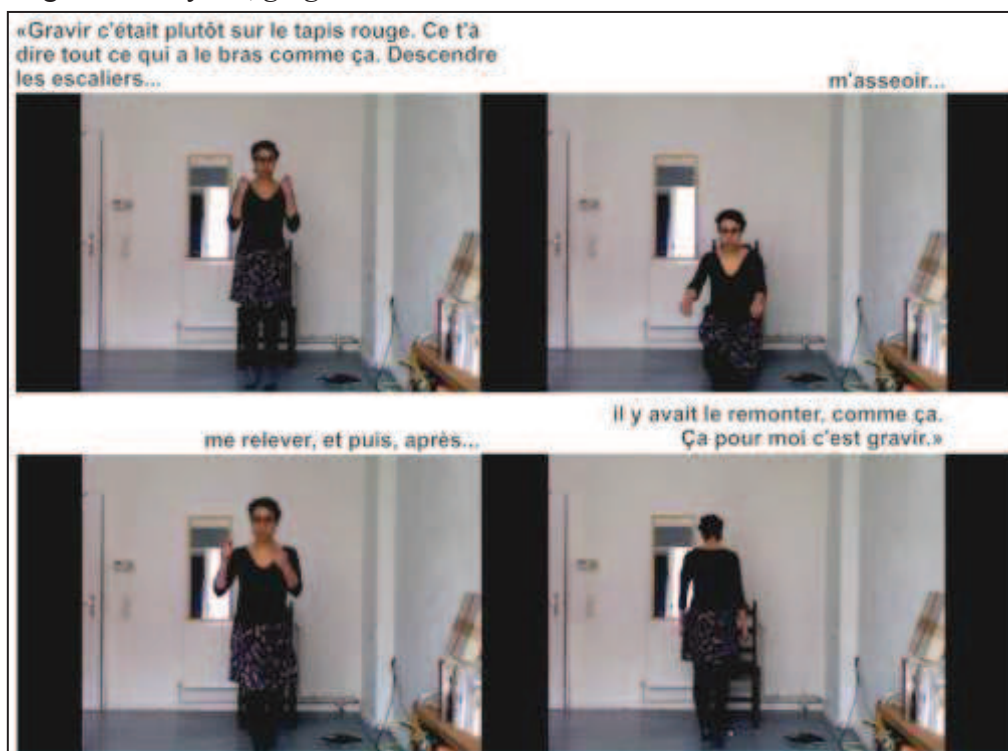 «Gravir c'était plutôt sur le tapis rouge. Ce t'à
dire tout ce qui a le bras comme ça. Descendre
les escaliers...
m'asseoir...
me relever, et puis, après...
il y avait le remonter, comme ça.
Ça pour moi c'est gravir.»